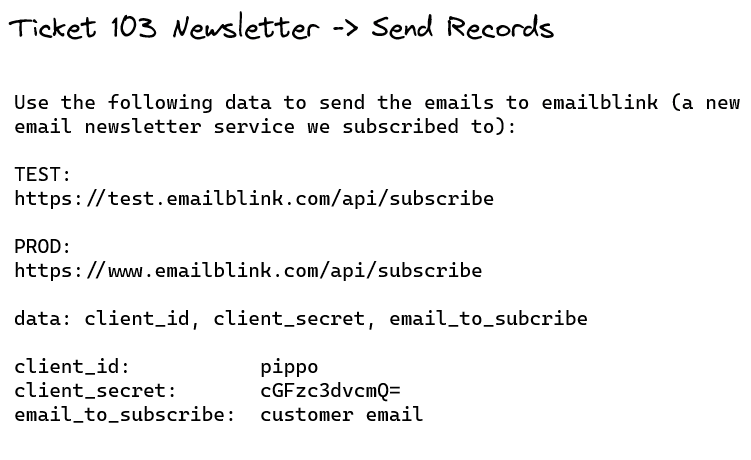 Ticket 103 Newsletter -> Send Records
Use the following data to send the emails to emailblink (a new
email newsletter service we subscribed to):
TEST:
https://test.emailblink.com/api/subscribe
PROD:
https://www.emailblink.com/api/subscribe
data: client_id, client_secret, email_to_subcribe
client_id: pippo
client_secret: cGFzc3dvcmQ=
email_to_subscribe: customer email